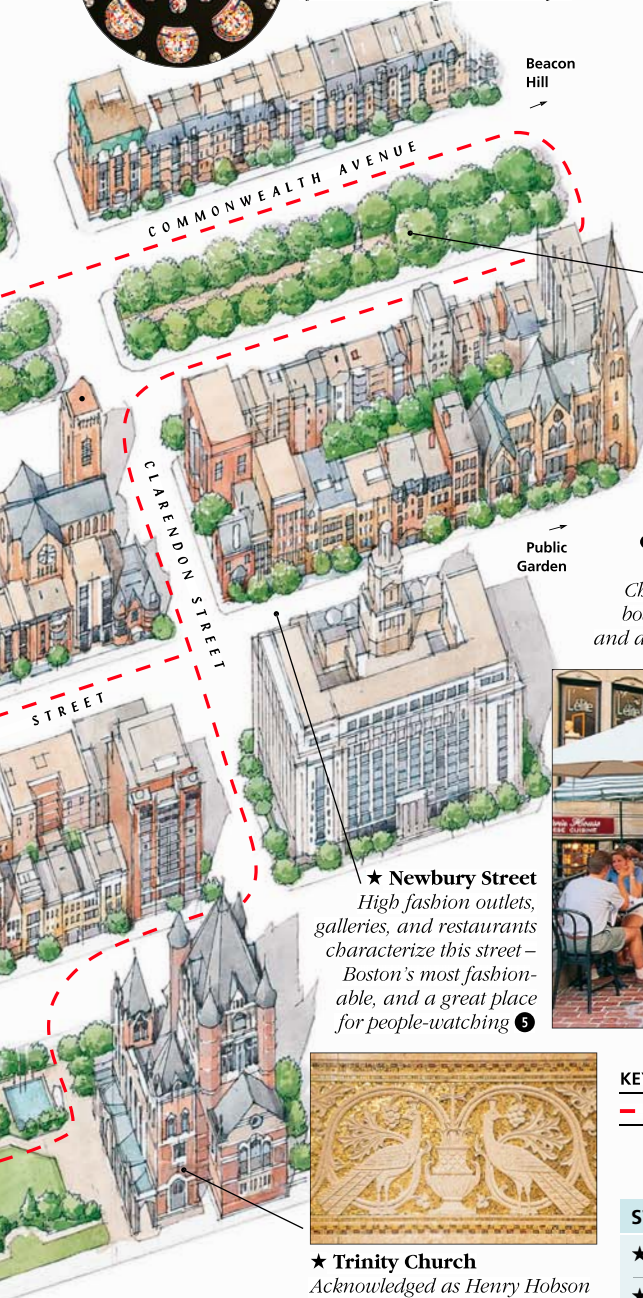 Beacon
Hill
COMMONWEALTH AVENUE
CLARENDON STREET
Public
Garden
STREET
and
★ Newbury Street
High fashion outlets,
galleries, and restaurants
characterize this street –
Boston's most fashion-
able, and a great place
for people-watching 5
★ Trinity Church
Acknowledged as Henry Hobson